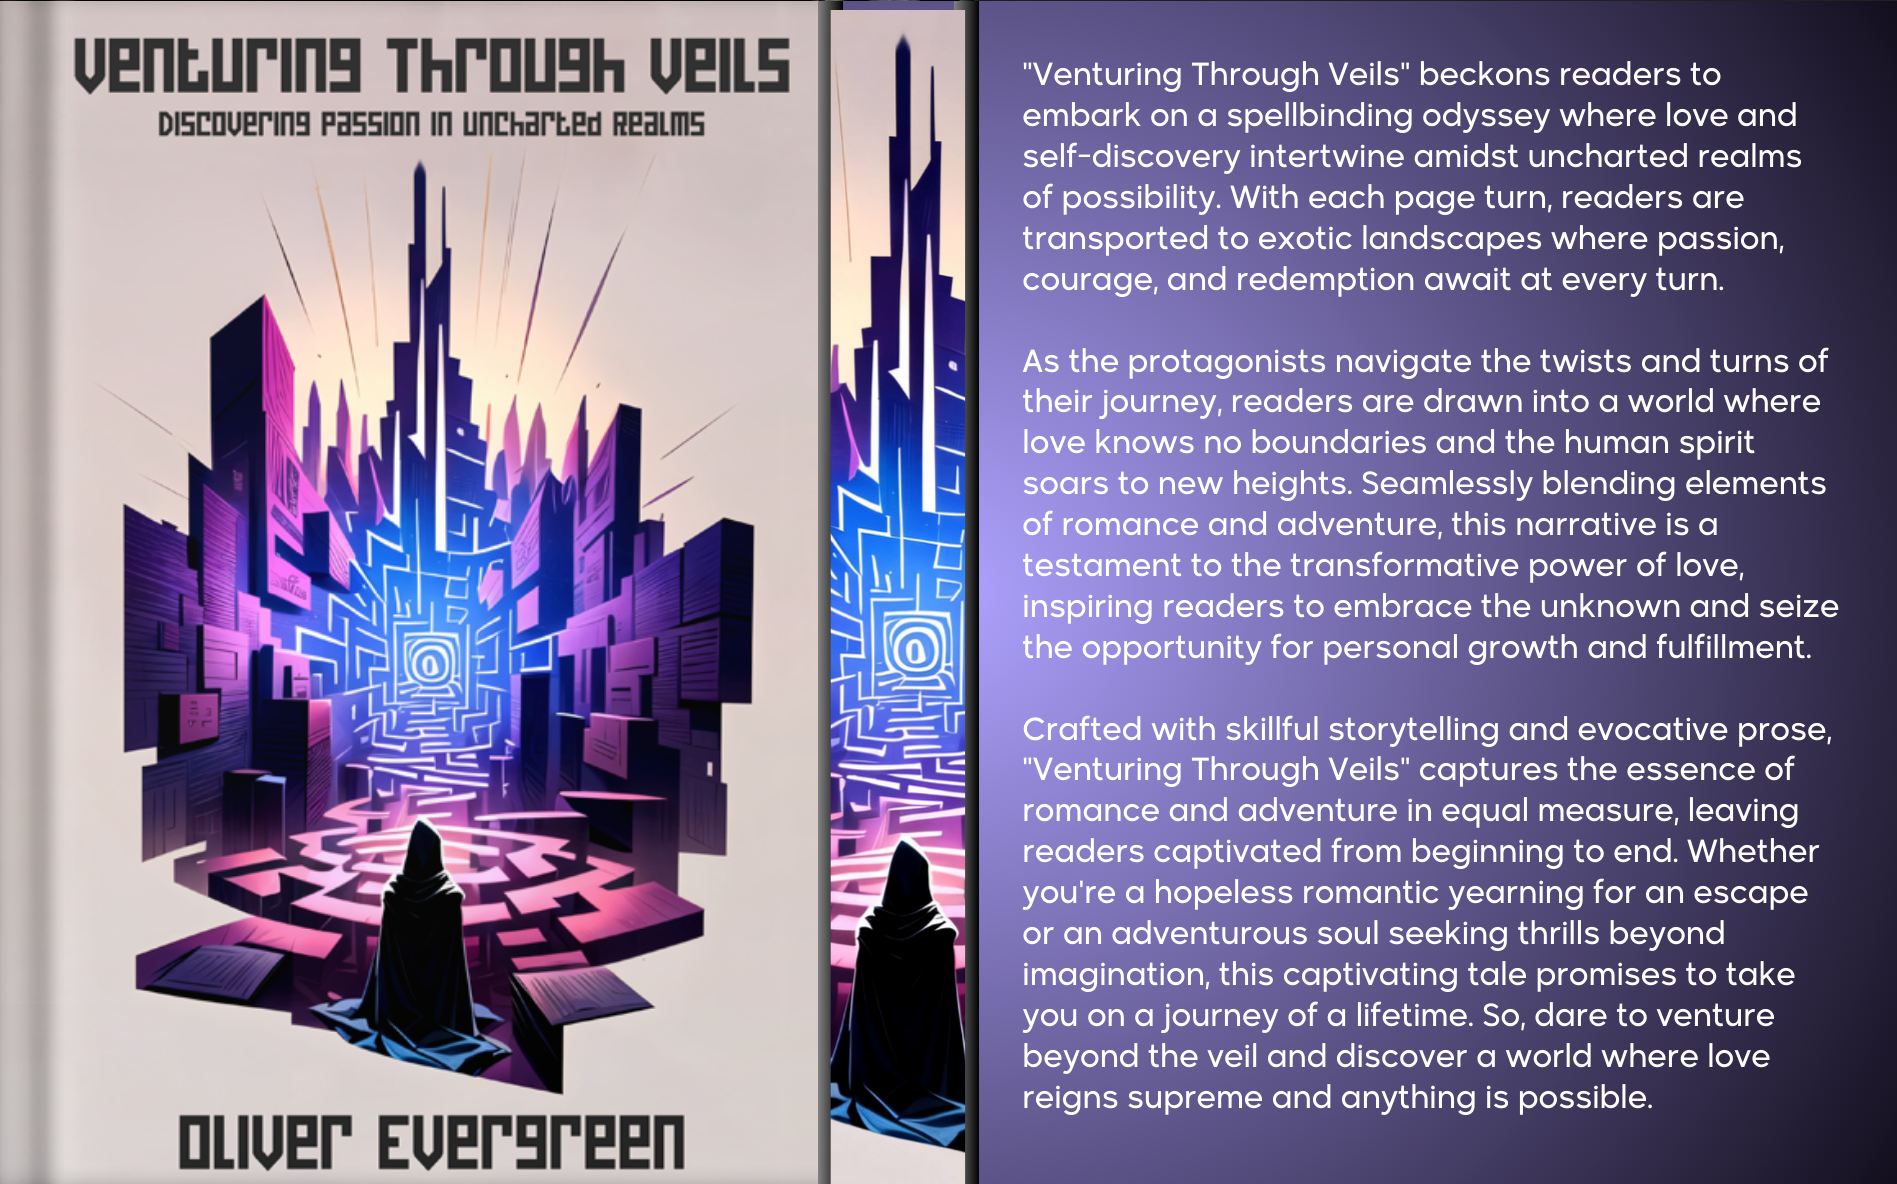 Venturing Through Veils
Discovering Passion in Uncharted Realms
Oliver Evergreen
"Venturing Through Veils" beckons readers to
embark on a spellbinding odyssey where love and
self-discovery intertwine amidst uncharted realms
of possibility. With each page turn, readers are
transported to exotic landscapes where passion,
courage, and redemption await at every turn.
As the protagonists navigate the twists and turns of
their journey, readers are drawn into a world where
love knows no boundaries and the human spirit
soars to new heights. Seamlessly blending elements
of romance and adventure, this narrative is a
testament to the transformative power of love,
inspiring readers to embrace the unknown and seize
the opportunity for personal growth and fulfillment.
Crafted with skillful storytelling and evocative prose,
"Venturing Through Veils" captures the essence of
romance and adventure in equal measure, leaving
readers captivated from beginning to end. Whether
you're a hopeless romantic yearning for an escape
or an adventurous soul seeking thrills beyond
imagination, this captivating tale promises to take
you on a journey of a lifetime. So, dare to venture
beyond the veil and discover a world where love
reigns supreme and anything is possible.